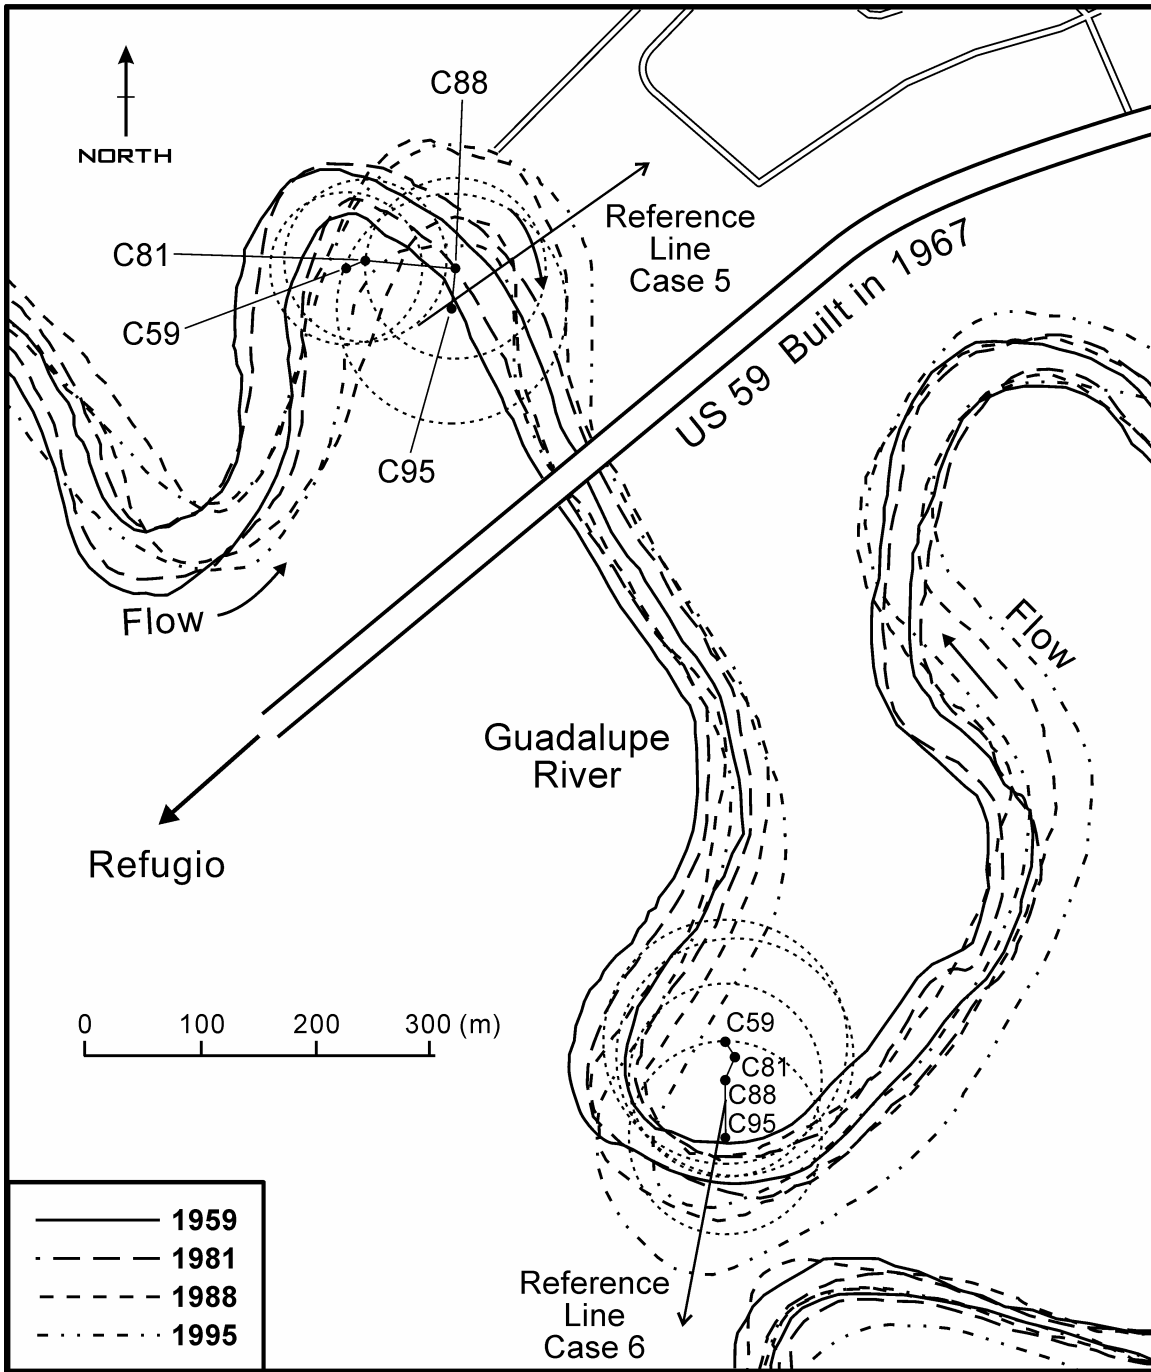 C88
NORTH
Reference
Line
Case 5
C81
C59
US 59 Built in 1967
C95
Flow
Flow
Guadalupe
River
Refugio
0 100 200 300 (m)
C59
C81
C88
C95
1959
1981
1988
1995
Reference
Line
Case 6